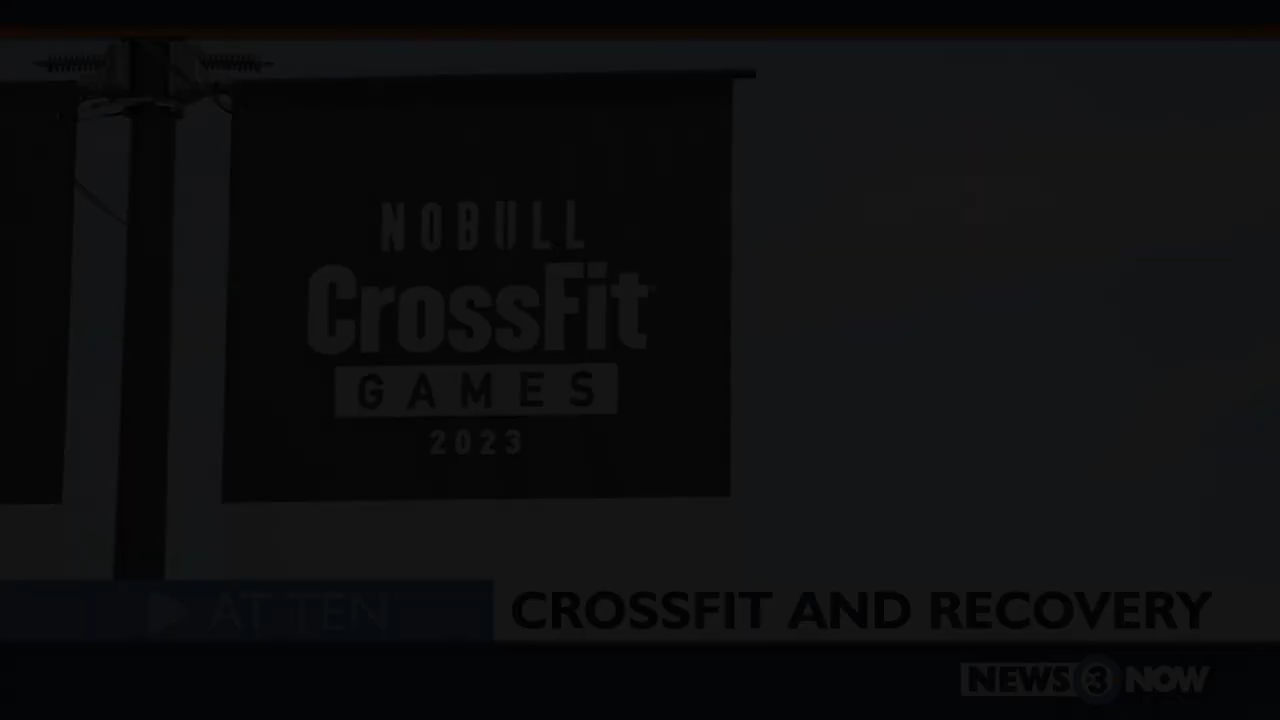 NOBULL
CrossFit
GAMES
2023
AT TEN
CROSSFIT AND RECOVERY
NEWS 3 NOW